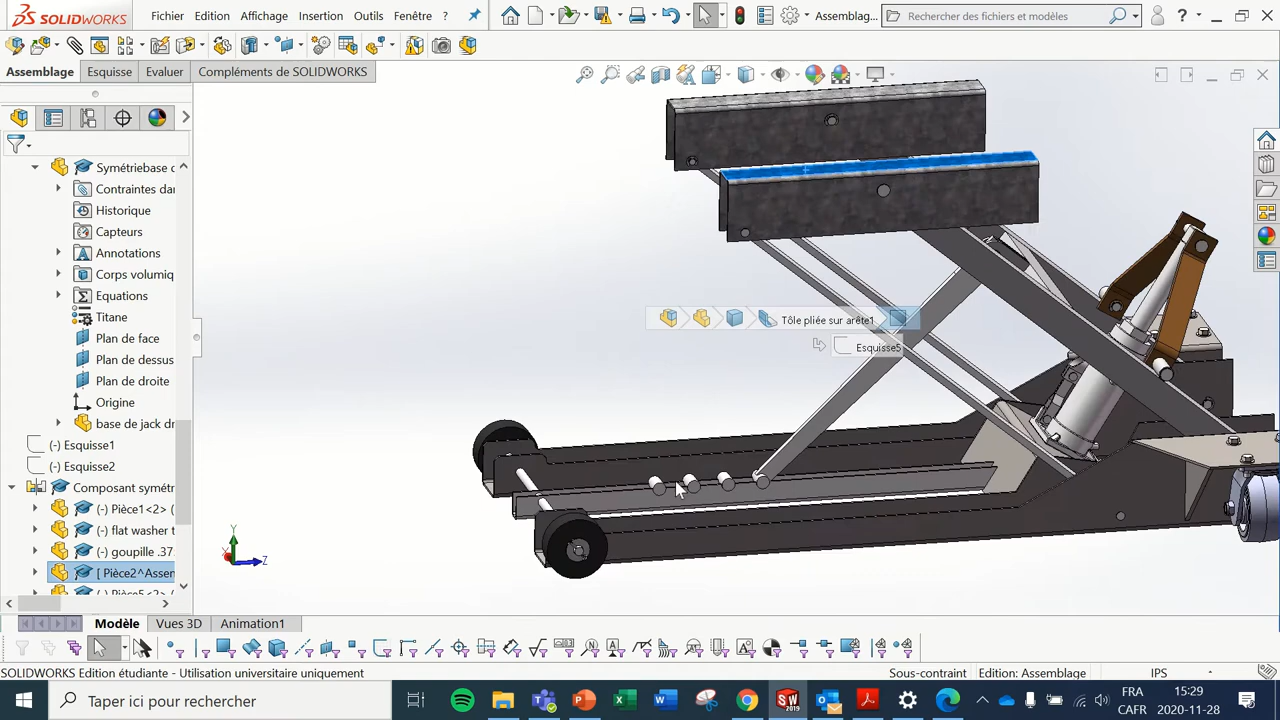 SOLIDWORKS
Fichier
Edition
Affichage
Insertion
Outils
Fenêtre
Assemblag...
Rechercher des fichiers et modèles
Assemblage
Esquisse
Evaluer
Compléments de SOLIDWORKS
Symétriebase d
Contraintes dan
Historique
Capteurs
Annotations
Corps volumiq
Equations
Titane
Plan de face
Plan de dessus
Plan de droite
Origine
base de jack dr
(-) Esquisse1
(-) Esquisse2
Composant symétr
(-) Pièce1<2> (
(-) flat washer t
(-) goupille .37
[ Pièce2^Assen
Tôle pliée sur arête1
Esquisse5
Y
Z
X
Modèle
Vues 3D
Animation1
SOLIDWORKS Edition étudiante - Utilisation universitaire uniquement
Sous-contraint
Edition: Assemblage
IPS
Taper ici pour rechercher
FRA
CAFR
15:29
2020-11-28